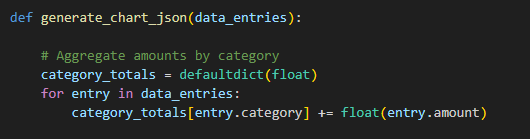 def generate_chart_json(data_entries):
# Aggregate amounts by category
category_totals = defaultdict(float)
for entry in data_entries:
category_totals[entry.category] += float(entry.amount)